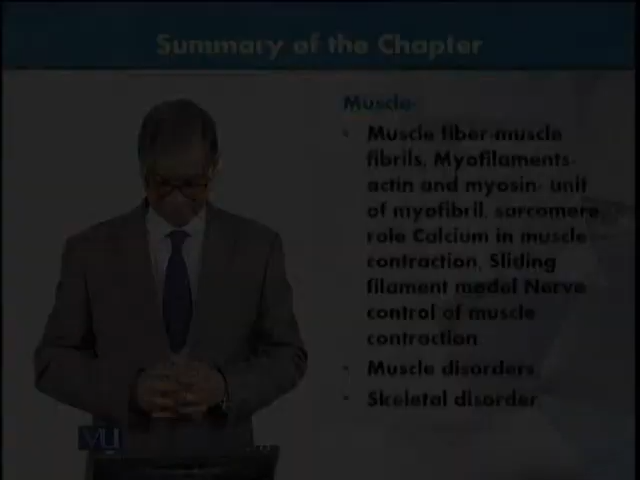 Summary of the Chapter
Muscle-
• Muscle fiber-muscle
fibrils, Myofilaments-
actin and myosin- unit
of myofibril, sarcomere
role Calcium in muscle
contraction, Sliding
filament model Nerve
control of muscle
contraction
• Muscle disorders
• Skeletal disorder
VU